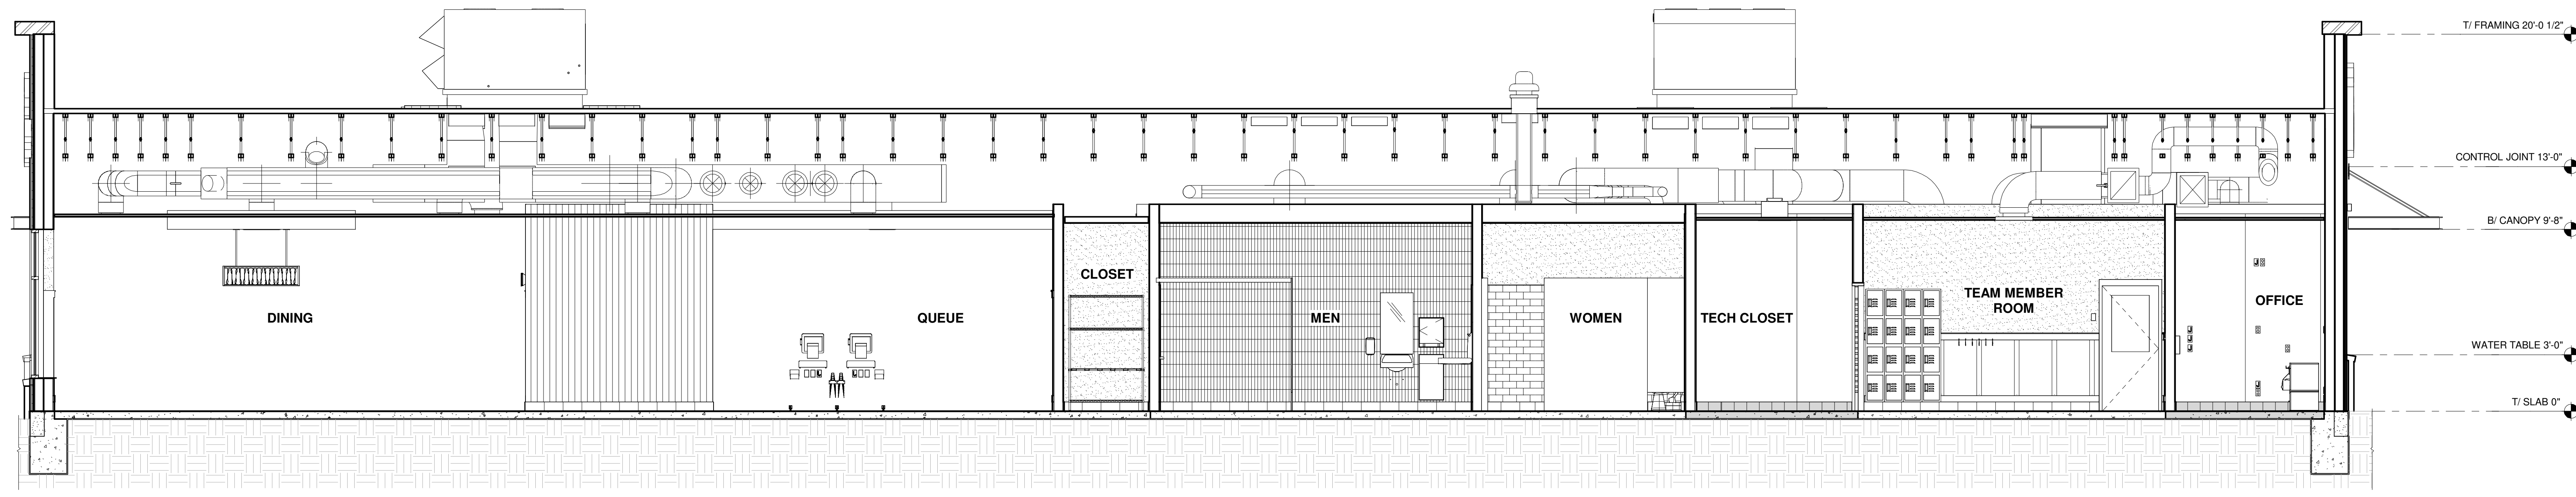 T/ FRAMING 20'-0 1/2"
CONTROL JOINT 13'-0"
B/ CANOPY 9'-8"
CLOSET
TEAM MEMBER
ROOM
OFFICE
DINING
QUEUE
MEN
WOMEN
TECH CLOSET
WATER TABLE 3'-0"
T/ SLAB 0"